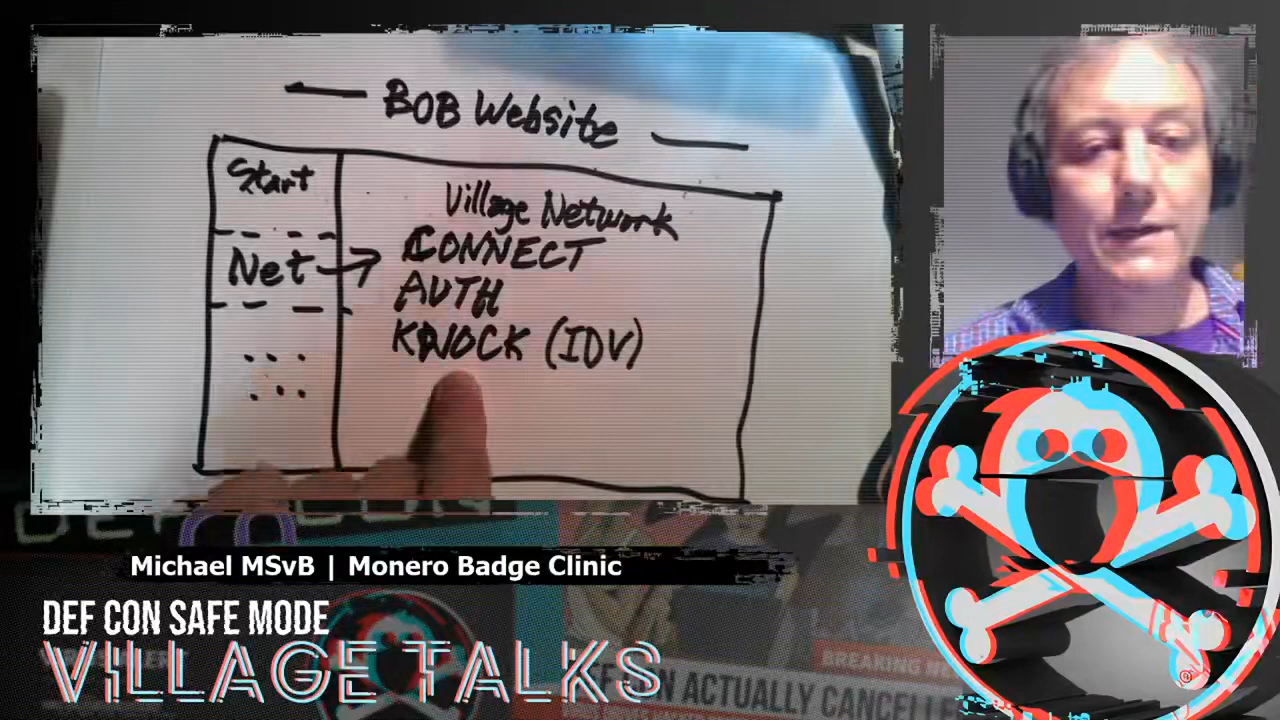 BOB Website
Start
Village Network
Net
CONNECT
AUTH
KNOCK (IDV)
Michael MSvB | Monero Badge Clinic
DEF CON SAFE MODE
VILLAGE TALKS
BREAKING
CON ACTUALLY